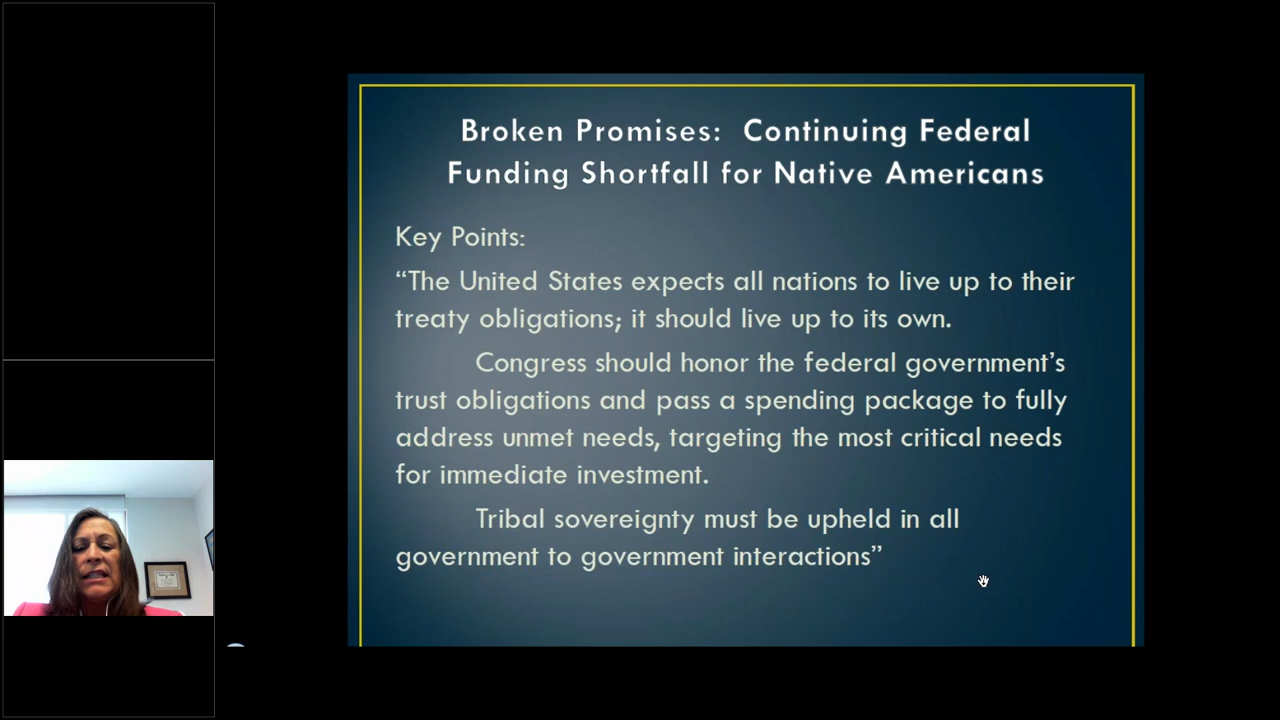 Broken Promises: Continuing Federal
Funding Shortfall for Native Americans
Key Points:
“The United States expects all nations to live up to their
treaty obligations; it should live up to its own.
Congress should honor the federal government’s
trust obligations and pass a spending package to fully
address unmet needs, targeting the most critical needs
for immediate investment.
Tribal sovereignty must be upheld in all
government to government interactions”